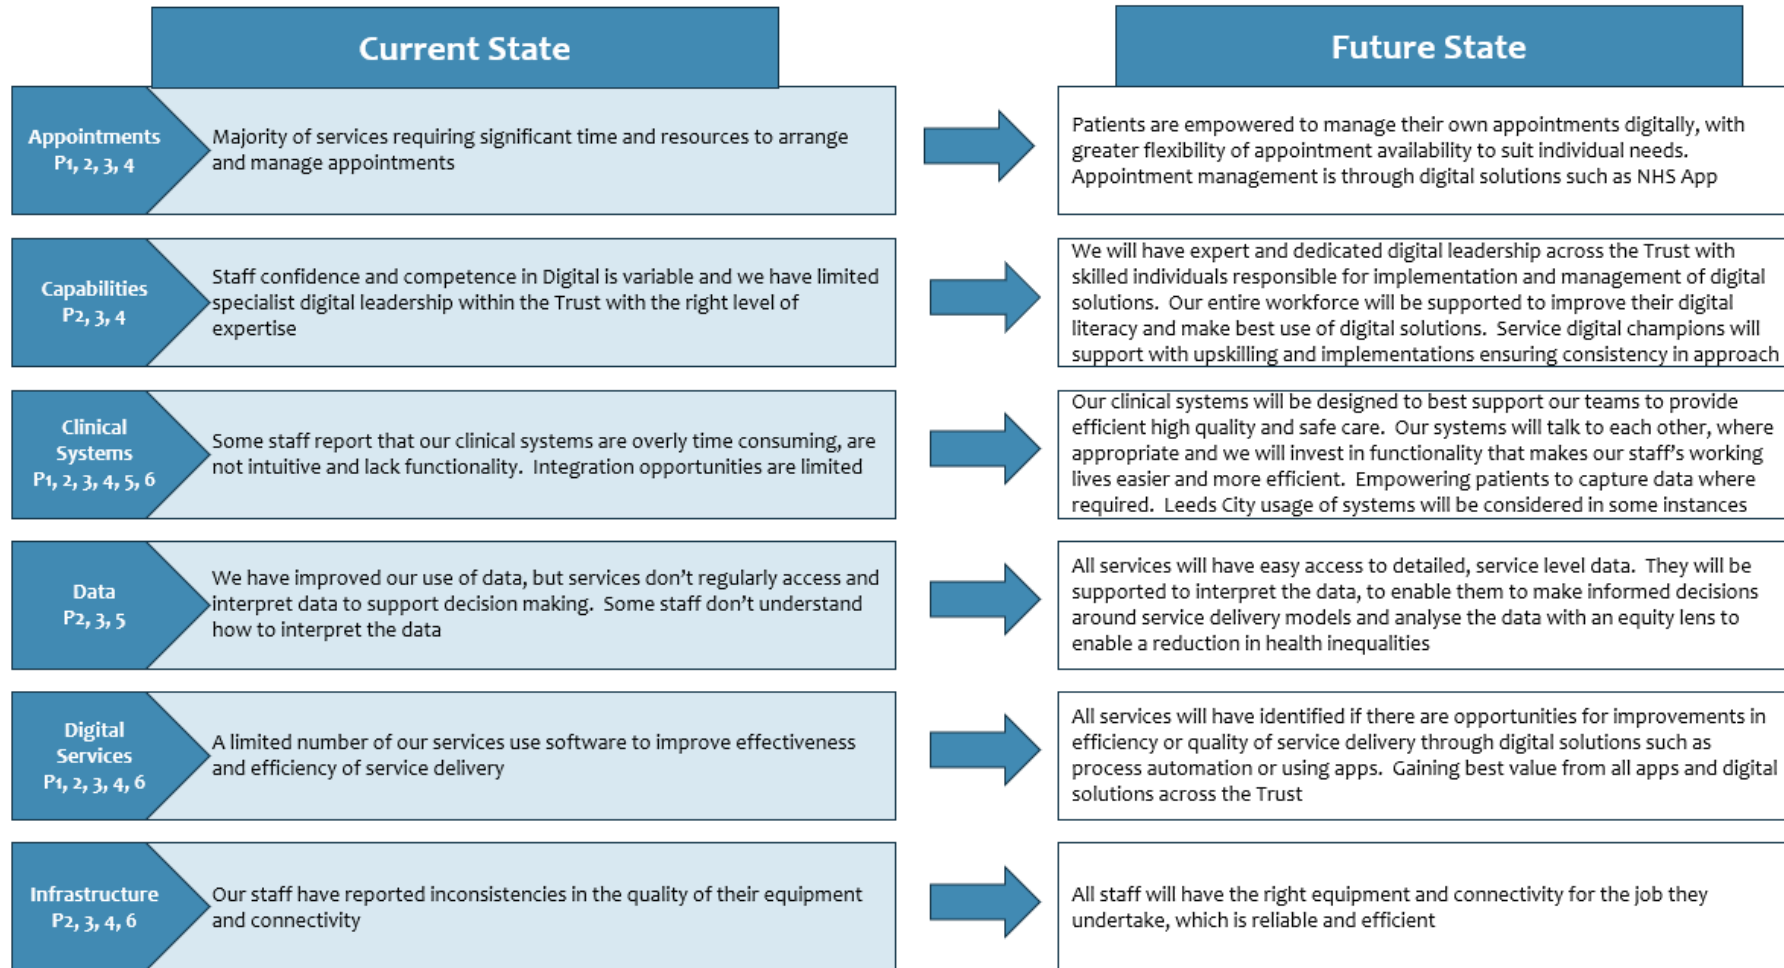 Current State
Future State
Appointments
P1, 2, 3, 4
Majority of services requiring significant time and resources to arrange
and manage appointments
Patients are empowered to manage their own appointments digitally, with
greater flexibility of appointment availability to suit individual needs.
Appointment management is through digital solutions such as NHS App
Capabilities
P2, 3, 4
Staff confidence and competence in Digital is variable and we have limited
specialist digital leadership within the Trust with the right level of
expertise
We will have expert and dedicated digital leadership across the Trust with
skilled individuals responsible for implementation and management of digital
solutions. Our entire workforce will be supported to improve their digital
literacy and make best use of digital solutions. Service digital champions will
support with upskilling and implementations ensuring consistency in approach
Clinical
Systems
P1, 2, 3, 4, 5, 6
Some staff report that our clinical systems are overly time consuming, are
not intuitive and lack functionality. Integration opportunities are limited
Our clinical systems will be designed to best support our teams to provide
efficient high quality and safe care. Our systems will talk to each other, where
appropriate and we will invest in functionality that makes our staff's working
lives easier and more efficient. Empowering patients to capture data where
required. Leeds City usage of systems will be considered in some instances
Data
P2, 3, 5
We have improved our use of data, but services don't regularly access and
interpret data to support decision making. Some staff don't understand
how to interpret the data
All services will have easy access to detailed, service level data. They will be
supported to interpret the data, to enable them to make informed decisions
around service delivery models and analyse the data with an equity lens to
enable a reduction in health inequalities
Digital
Services
P1, 2, 3, 4, 6
A limited number of our services use software to improve effectiveness
and efficiency of service delivery
All services will have identified if there are opportunities for improvements in
efficiency or quality of service delivery through digital solutions such as
process automation or using apps. Gaining best value from all apps and digital
solutions across the Trust
Infrastructure
P2, 3, 4, 6
Our staff have reported inconsistencies in the quality of their equipment
and connectivity
All staff will have the right equipment and connectivity for the job they
undertake, which is reliable and efficient